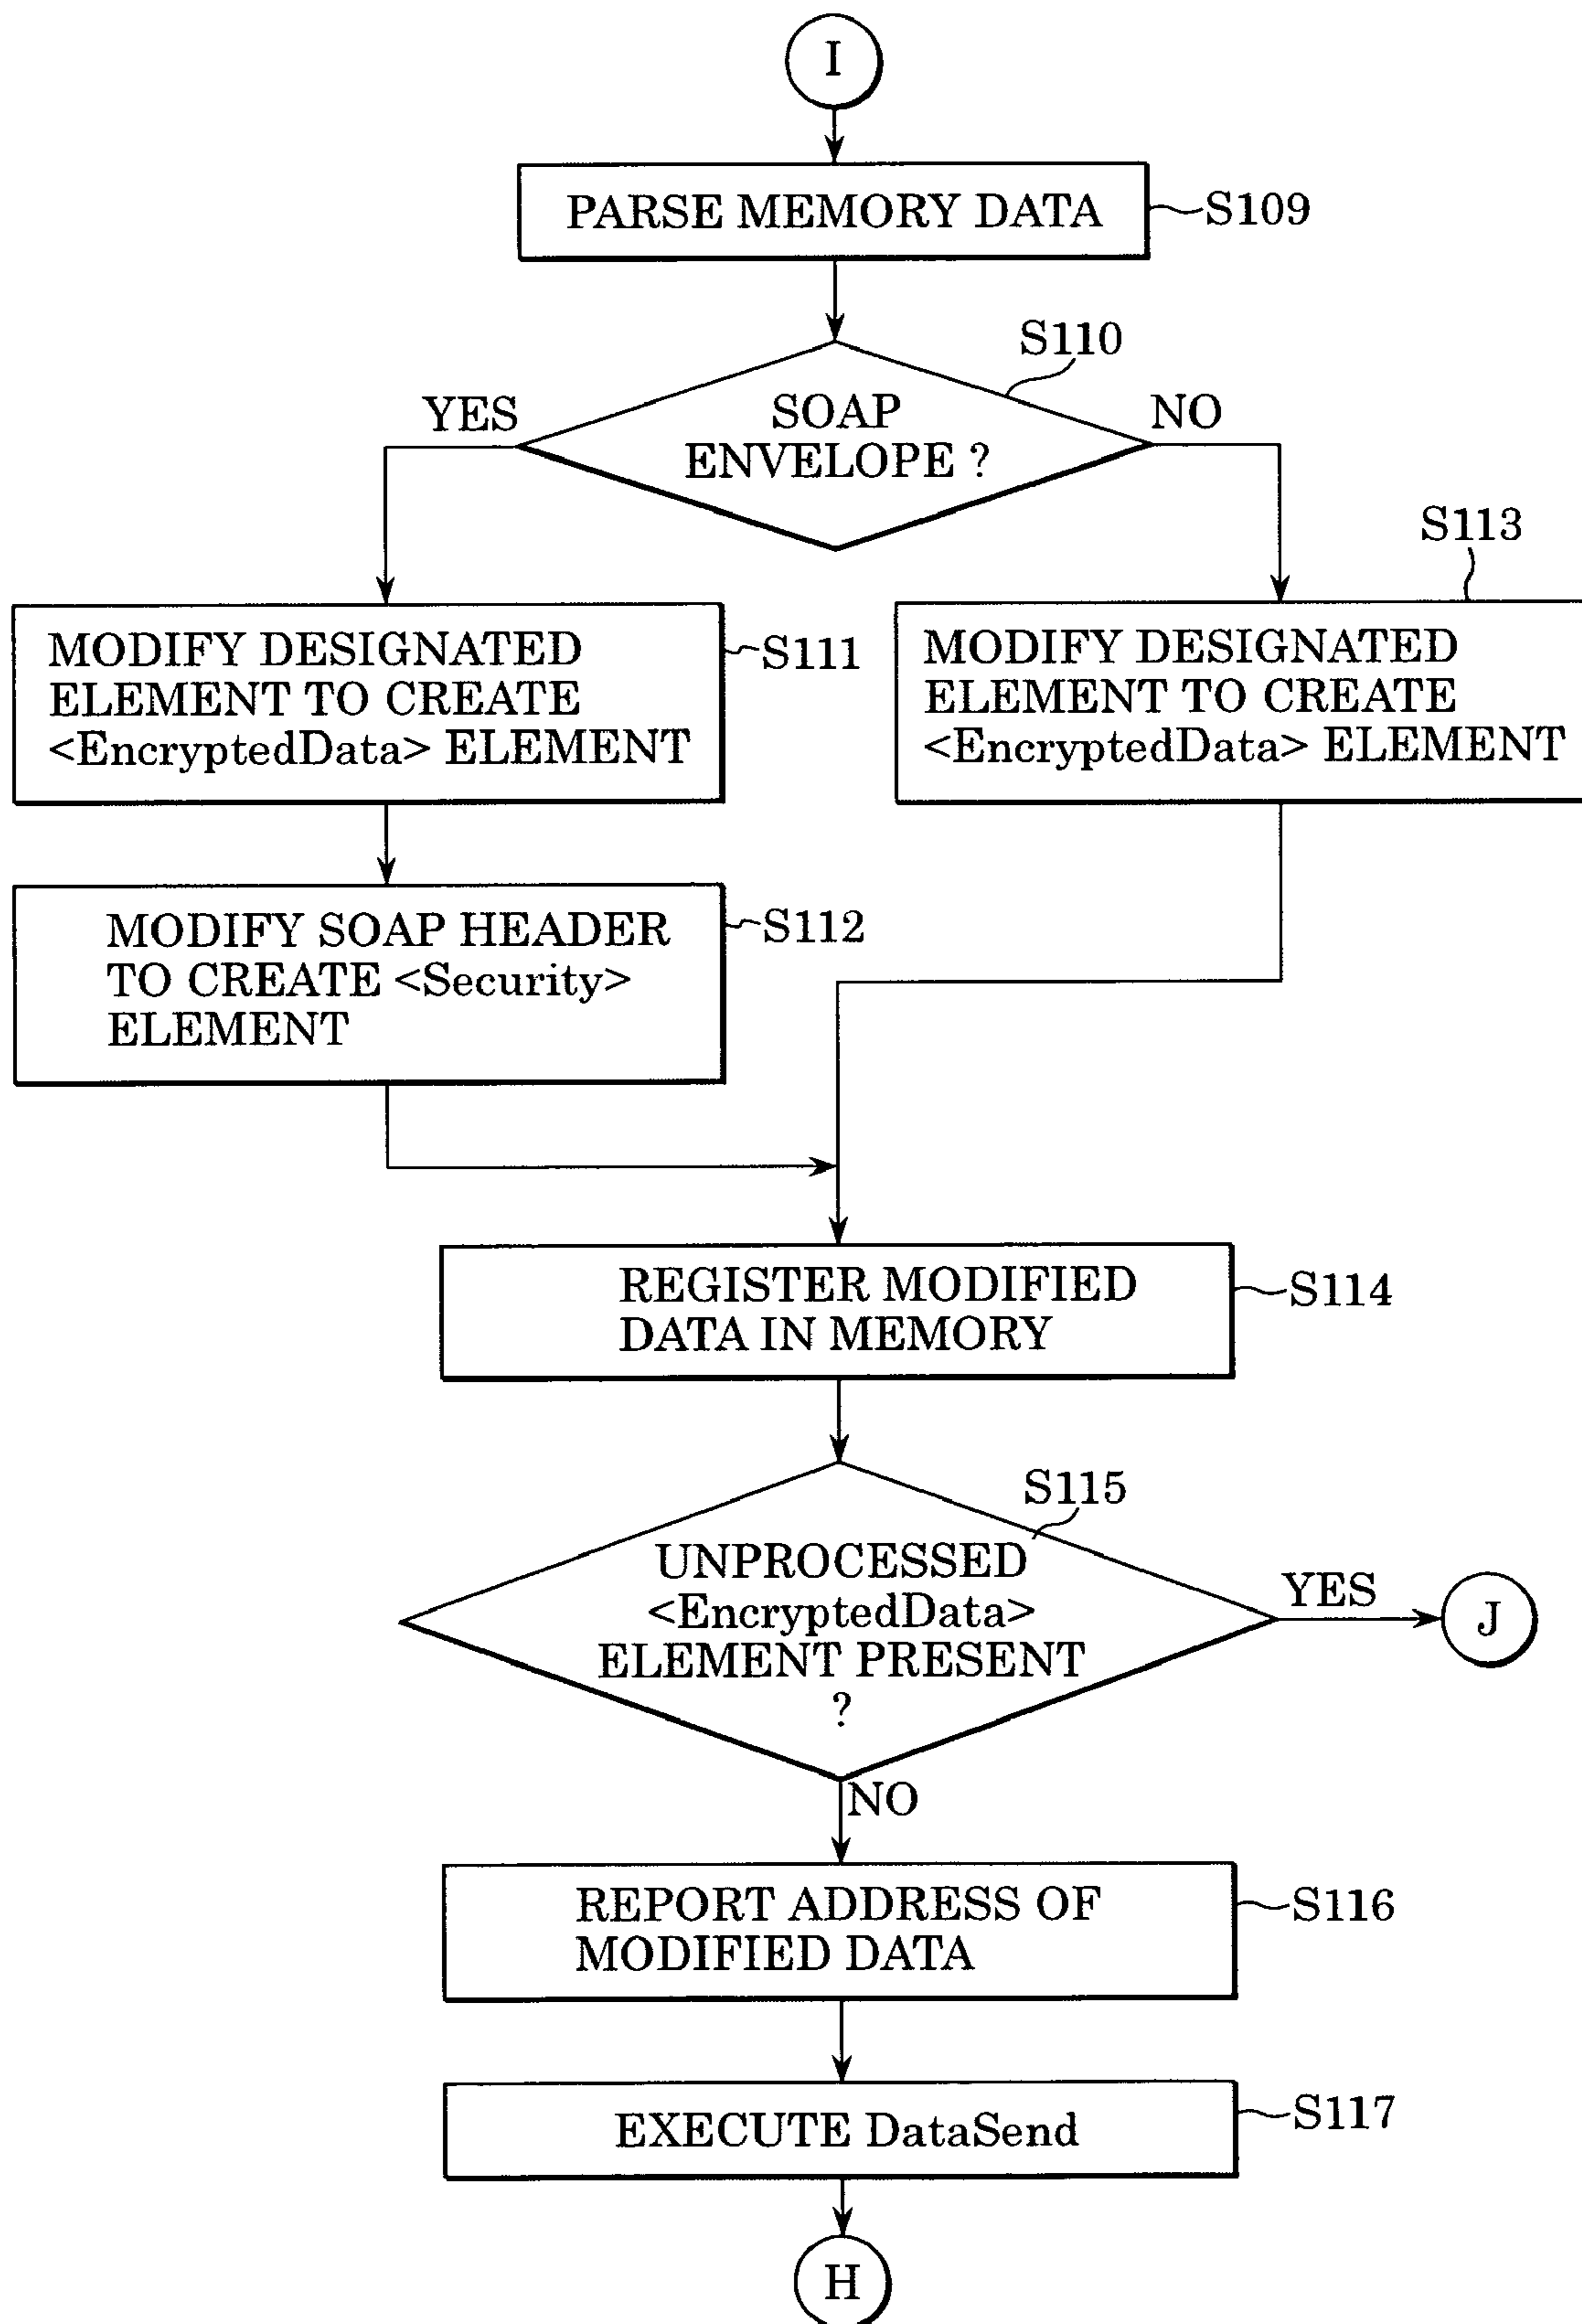 I
PARSE MEMORY DATA
S109
S110
YES
SOAP
ENVELOPE ?
NO
S113
MODIFY DESIGNATED
ELEMENT TO CREATE
<EncryptedData> ELEMENT
S111
MODIFY DESIGNATED
ELEMENT TO CREATE
<EncryptedData> ELEMENT
MODIFY SOAP HEADER
TO CREATE <Security>
ELEMENT
S112
REGISTER MODIFIED
DATA IN MEMORY
S114
S115
UNPROCESSED
<EncryptedData>
ELEMENT PRESENT
?
YES
J
NO
REPORT ADDRESS OF
MODIFIED DATA
S116
EXECUTE DataSend
S117
H